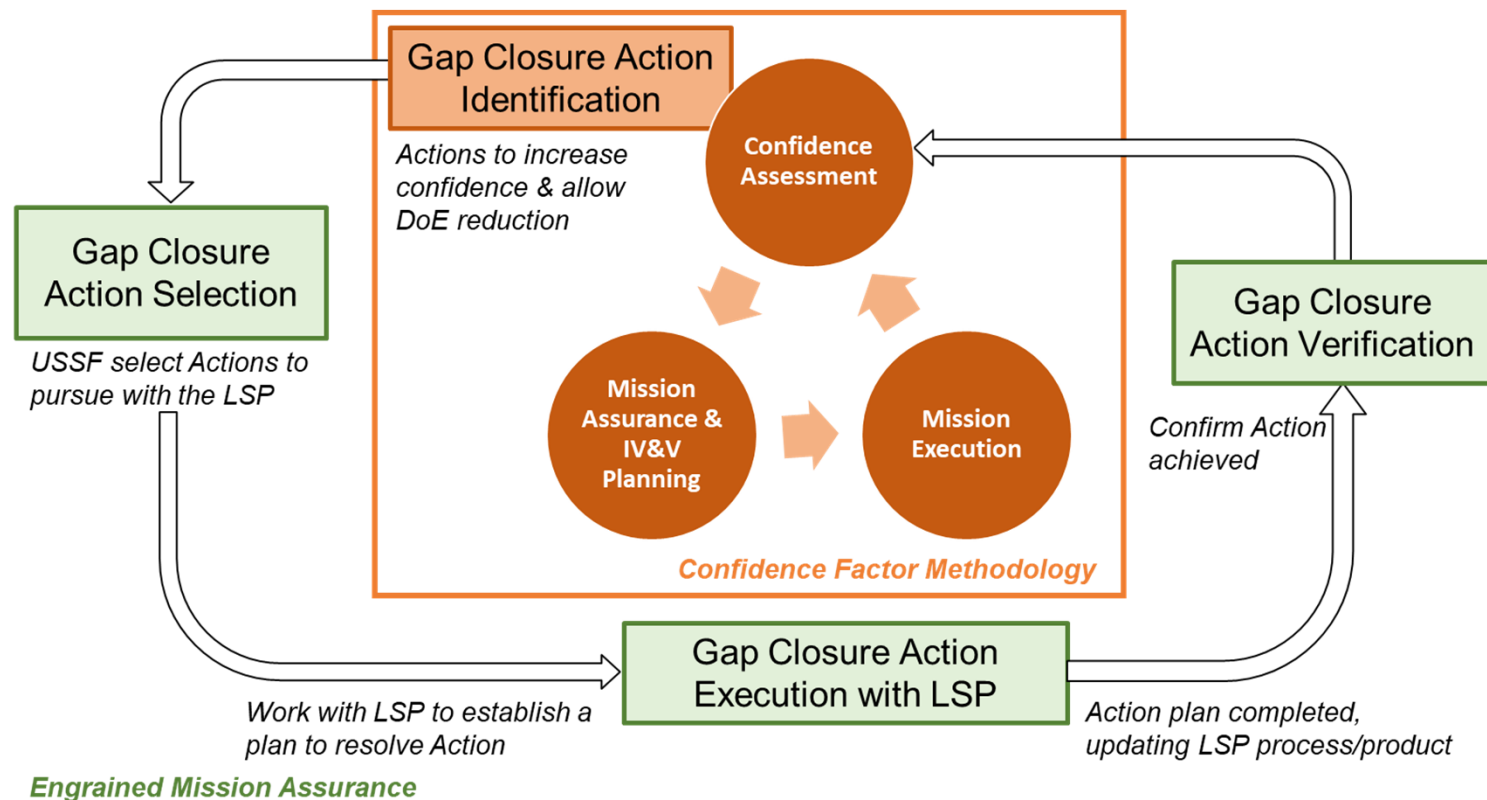 Gap Closure Action
Identification
Actions to increase
confidence & allow
DoE reduction
Confidence
Assessment
Gap Closure
Action Selection
USSF select Actions to
pursue with the LSP
Gap Closure
Action Verification
Confirm Action
achieved
Mission
Assurance &
IV&V
Planning
Mission
Execution
Confidence Factor Methodology
Gap Closure Action
Execution with LSP
Work with LSP to establish a
plan to resolve Action
Action plan completed,
updating LSP process/product
Engrained Mission Assurance